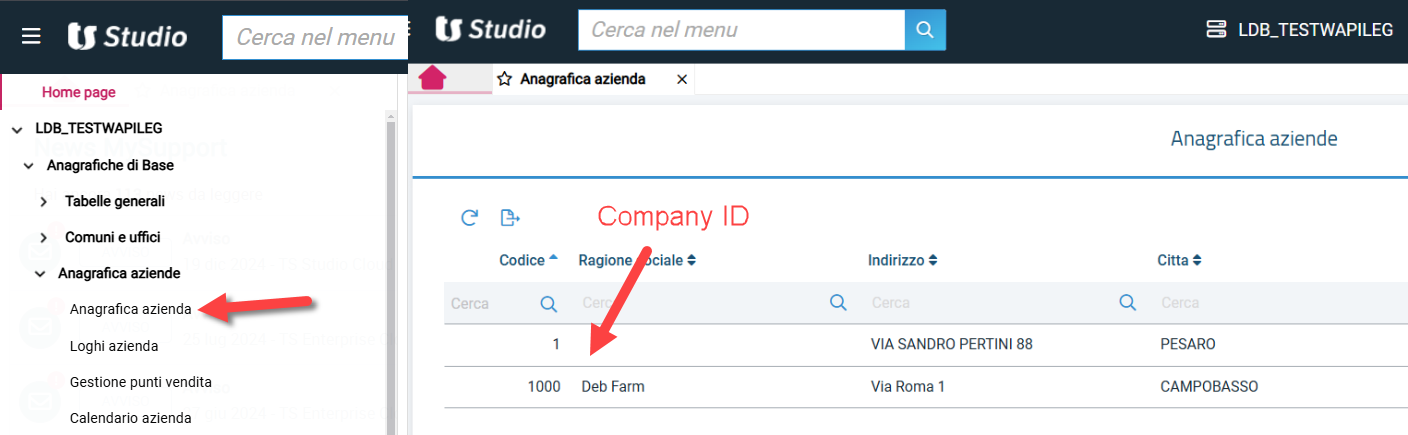 TS Studio
Cerca nel menu
Home page
LDB_TESTWAPILEG
Anagrafiche di Base
Tabelle generali
Comuni e uffici
Anagrafica aziende
Anagrafica azienda
Loghi azienda
Gestione punti vendita
Calendario azienda
TS Studio
Cerca nel menu
LDB_TESTWAPILEG
Anagrafica azienda
Anagrafica aziende
Company ID
Codice Ragione sociale Indirizzo Citta
Cerca Cerca Cerca Cerca
1 VIA SANDRO PERTINI 88 PESARO
1000 Deb Farm Via Roma 1 CAMPOBASSO